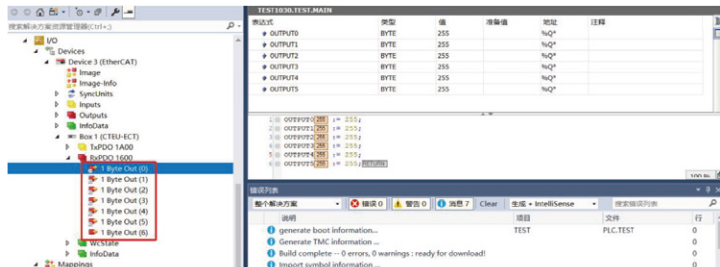 搜索解决方案资源管理器(Ctrl+;)
I/O
Devices
Device 3 (EtherCAT)
Image
Image-Info
SyncUnits
Inputs
Outputs
InfoData
Box 1 (CTEU-ECT)
TxPDO 1A00
RxPDO 1600
1 Byte Out (0)
1 Byte Out (1)
1 Byte Out (2)
1 Byte Out (3)
1 Byte Out (4)
1 Byte Out (5)
1 Byte Out (6)
WcState
InfoData
Mappings
TEST1030.TEST.MAIN
表达式 类型 值 准备值 地址 注释
OUTPUT0 BYTE 255 %Q*
OUTPUT1 BYTE 255 %Q*
OUTPUT2 BYTE 255 %Q*
OUTPUT3 BYTE 255 %Q*
OUTPUT4 BYTE 255 %Q*
OUTPUT5 BYTE 255 %Q*
1 OUTPUT0 255 := 255;
2 OUTPUT1 255 := 255;
3 OUTPUT2 255 := 255;
4 OUTPUT3 255 := 255;
5 OUTPUT4 255 := 255;
6 OUTPUT5 255 := 255; RETURN
100 %
错误列表
整个解决方案 错误 0 警告 0 消息 7 Clear 生成 + IntelliSense 搜索错误列表
说明 项目 文件 行
generate boot information... TEST PLC.TEST 0
Generate TMC information... 0
Build complete -- 0 errors, 0 warnings : ready for download! 0
Import symbol information... 0